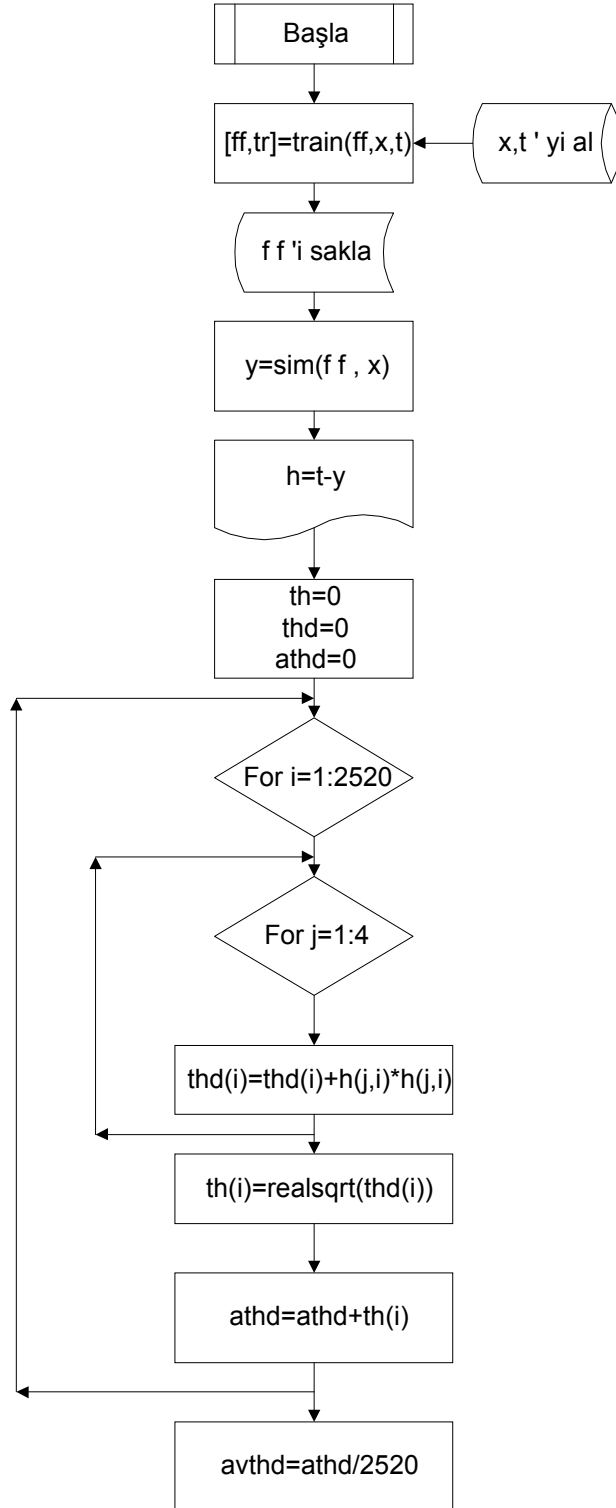 Başla
[ff,tr]=train(ff,x,t)
x,t ' yi al
f f 'i sakla
y=sim(f f , x)
h=t-y
th=0
thd=0
athd=0
For i=1:2520
For j=1:4
thd(i)=thd(i)+h(j,i)*h(j,i)
th(i)=realsqrt(thd(i))
athd=athd+th(i)
avthd=athd/2520